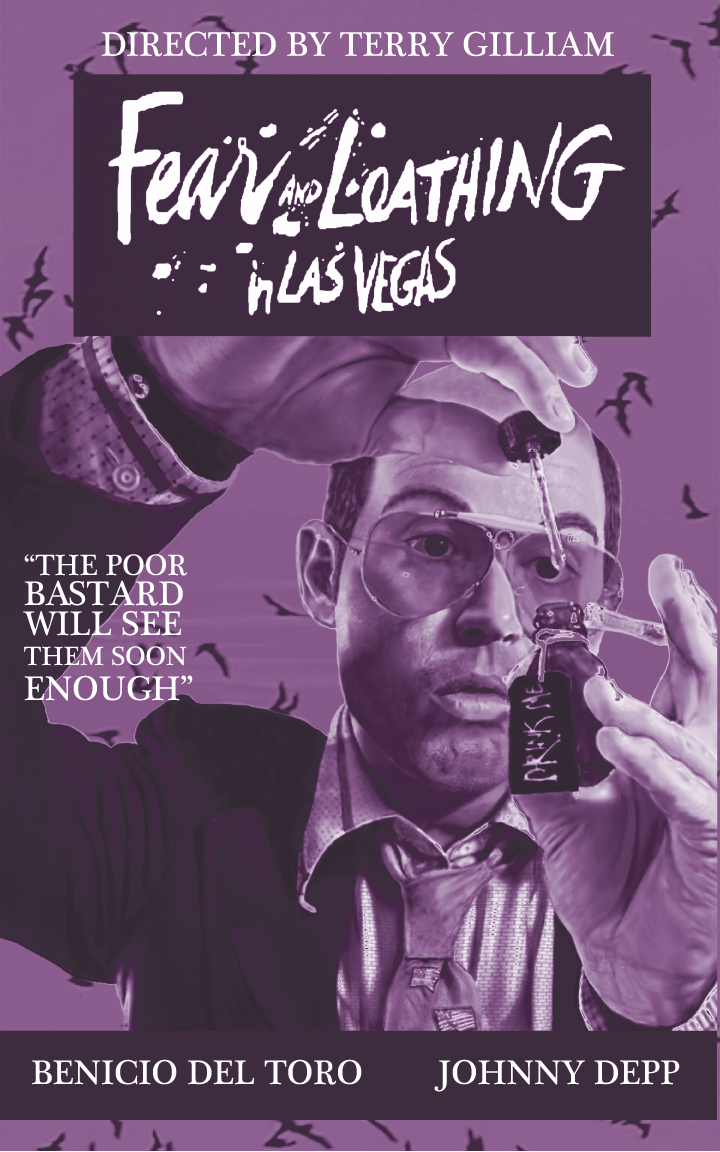 DIRECTED BY TERRY GILLIAM
Fear AND LOATHING
in LAS VEGAS
“THE POOR
BASTARD
WILL SEE
THEM SOON
ENOUGH”
DRINK ME
BENICIO DEL TORO JOHNNY DEPP